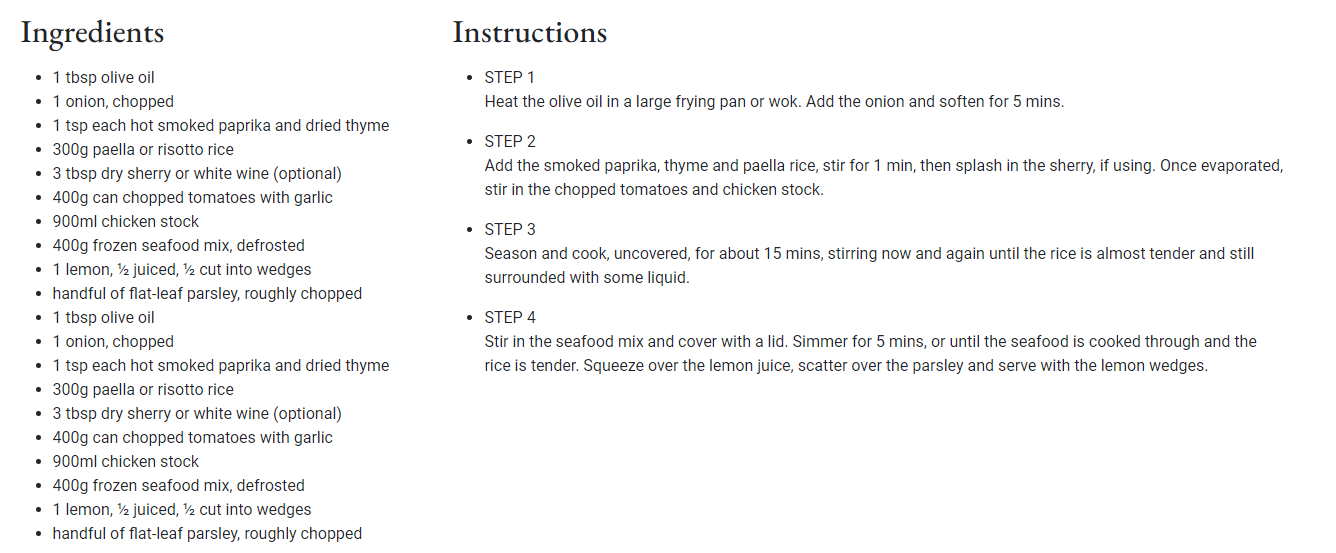 Ingredients
• 1 tbsp olive oil
• 1 onion, chopped
• 1 tsp each hot smoked paprika and dried thyme
• 300g paella or risotto rice
• 3 tbsp dry sherry or white wine (optional)
• 400g can chopped tomatoes with garlic
• 900ml chicken stock
• 400g frozen seafood mix, defrosted
• 1 lemon, ½ juiced, ½ cut into wedges
• handful of flat-leaf parsley, roughly chopped
• 1 tbsp olive oil
• 1 onion, chopped
• 1 tsp each hot smoked paprika and dried thyme
• 300g paella or risotto rice
• 3 tbsp dry sherry or white wine (optional)
• 400g can chopped tomatoes with garlic
• 900ml chicken stock
• 400g frozen seafood mix, defrosted
• 1 lemon, ½ juiced, ½ cut into wedges
• handful of flat-leaf parsley, roughly chopped
Instructions
• STEP 1
Heat the olive oil in a large frying pan or wok. Add the onion and soften for 5 mins.
• STEP 2
Add the smoked paprika, thyme and paella rice, stir for 1 min, then splash in the sherry, if using. Once evaporated,
stir in the chopped tomatoes and chicken stock.
• STEP 3
Season and cook, uncovered, for about 15 mins, stirring now and again until the rice is almost tender and still
surrounded with some liquid.
• STEP 4
Stir in the seafood mix and cover with a lid. Simmer for 5 mins, or until the seafood is cooked through and the
rice is tender. Squeeze over the lemon juice, scatter over the parsley and serve with the lemon wedges.